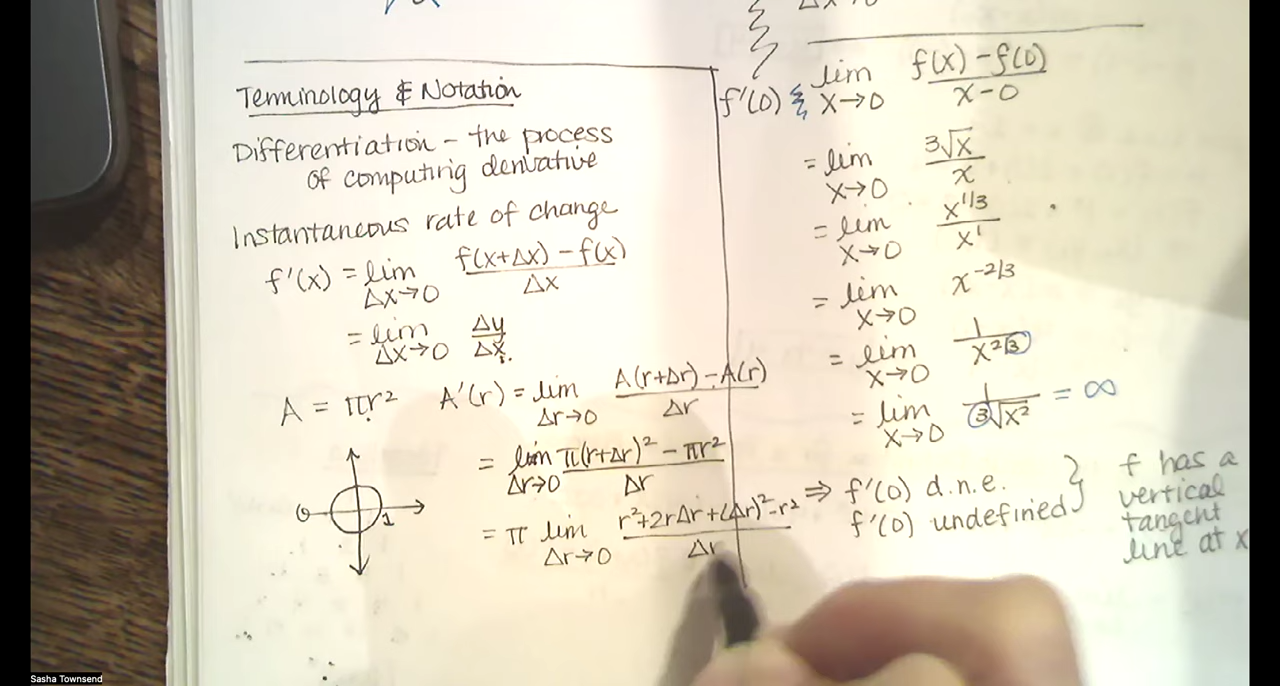 Terminology & Notation
Differentiation – the process
of computing derivative
Instantaneous rate of change
f'(x) = lim Δx→0 f(x+Δx) – f(x) / Δx
= lim Δx→0 Δy / Δx.
A = πr² A'(r) = lim Δr→0 A(r+Δr) – A(r) / Δr
= lim Δr→0 π(r+Δr)² – πr² / Δr
1
= π lim Δr→0 r²+2rΔr+(Δr)²–r² / Δr
f'(0) lim x→0 f(x) – f(0) / x – 0
= lim x→0 3√x / x
= lim x→0 x^1/3 / x^1
= lim x→0 x^-2/3
= lim x→0 1 / x^2/3
= lim x→0 1 / 3√x² = ∞
⇒ f'(0) d.n.e.
f'(0) undefined
f has a
vertical
tangent
line at x
Sasha Townsend